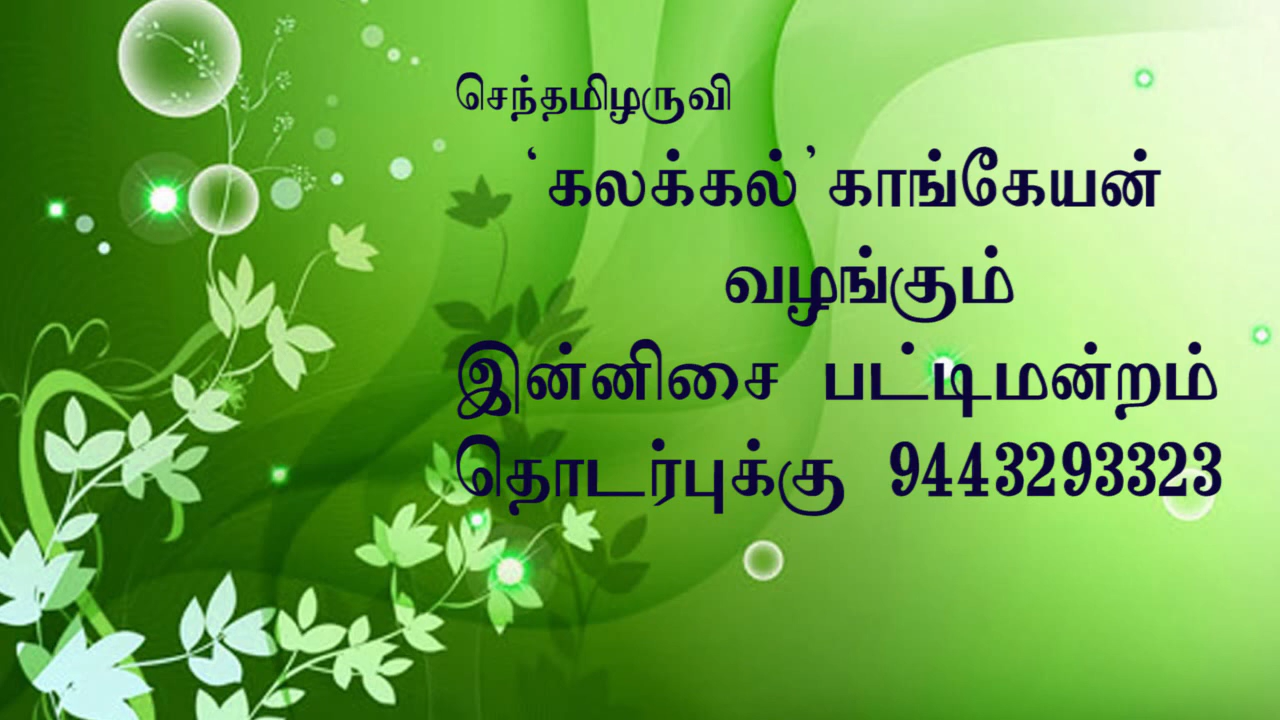 செந்தமிழருவி
‘கலக்கல்’ காங்கேயன்
வழங்கும்
இன்னிசை பட்டிமன்றம்
தொடர்புக்கு 9443293323